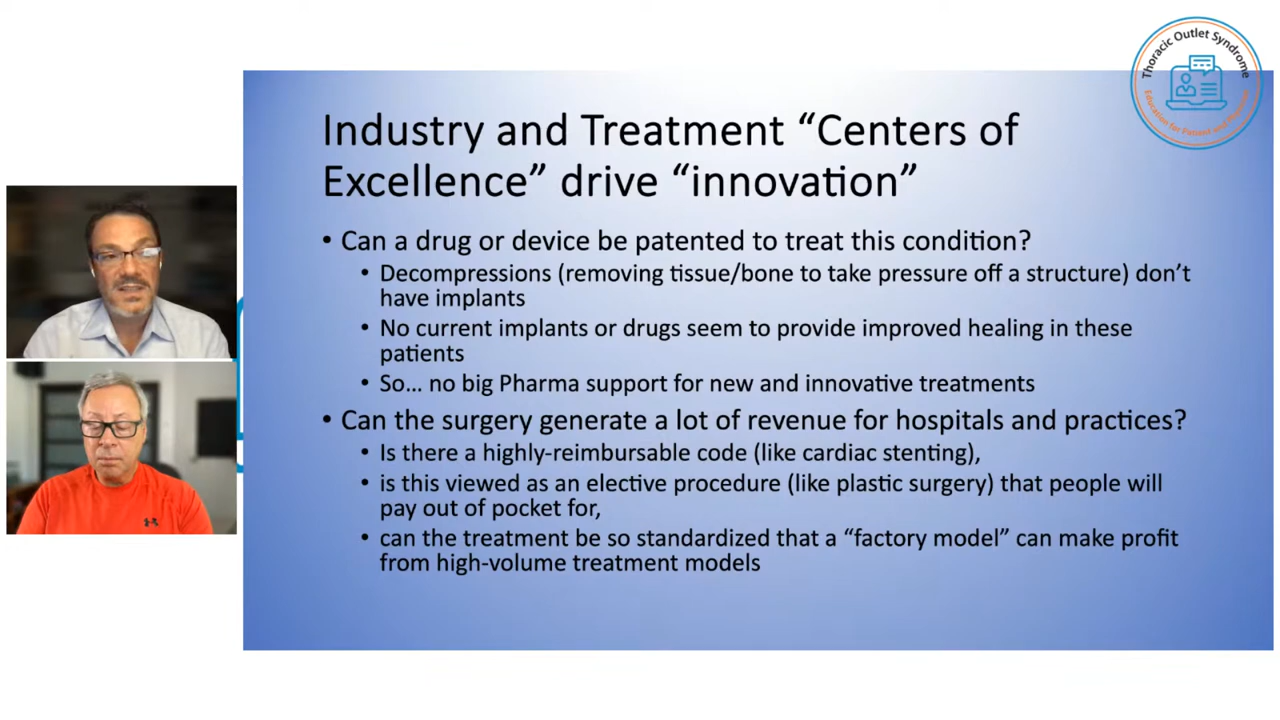 Thoracic Outlet Syndrome
Education for Patient and
Industry and Treatment “Centers of
Excellence” drive “innovation”
• Can a drug or device be patented to treat this condition?
• Decompressions (removing tissue/bone to take pressure off a structure) don’t
have implants
• No current implants or drugs seem to provide improved healing in these
patients
• So… no big Pharma support for new and innovative treatments
• Can the surgery generate a lot of revenue for hospitals and practices?
• Is there a highly-reimbursable code (like cardiac stenting),
• is this viewed as an elective procedure (like plastic surgery) that people will
pay out of pocket for,
• can the treatment be so standardized that a “factory model” can make profit
from high-volume treatment models